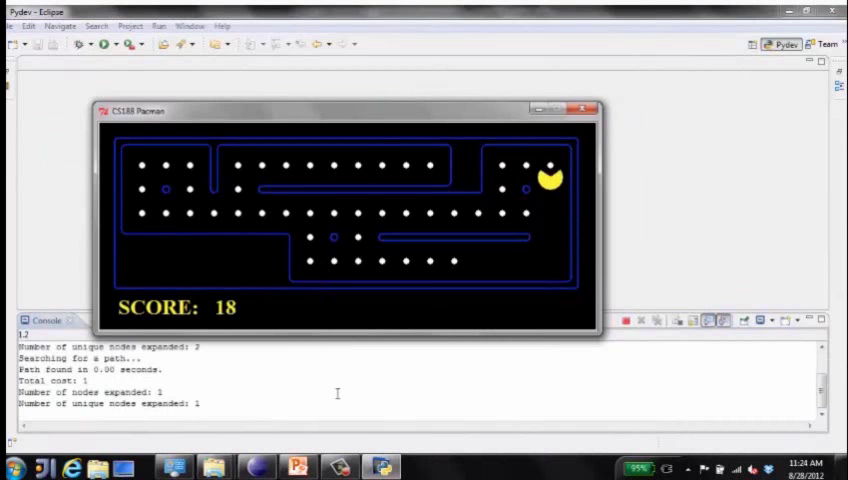 Pydev - Eclipse
Edit Navigate Search Project Run Window Help
Pydev Team
CS188 Pacman
SCORE: 18
Console
1.2
Number of unique nodes expanded: 2
Searching for a path...
Path found in 0.00 seconds.
Total cost: 1
Number of nodes expanded: 1
Number of unique nodes expanded: 1
95%
11:24 AM
8/28/2012